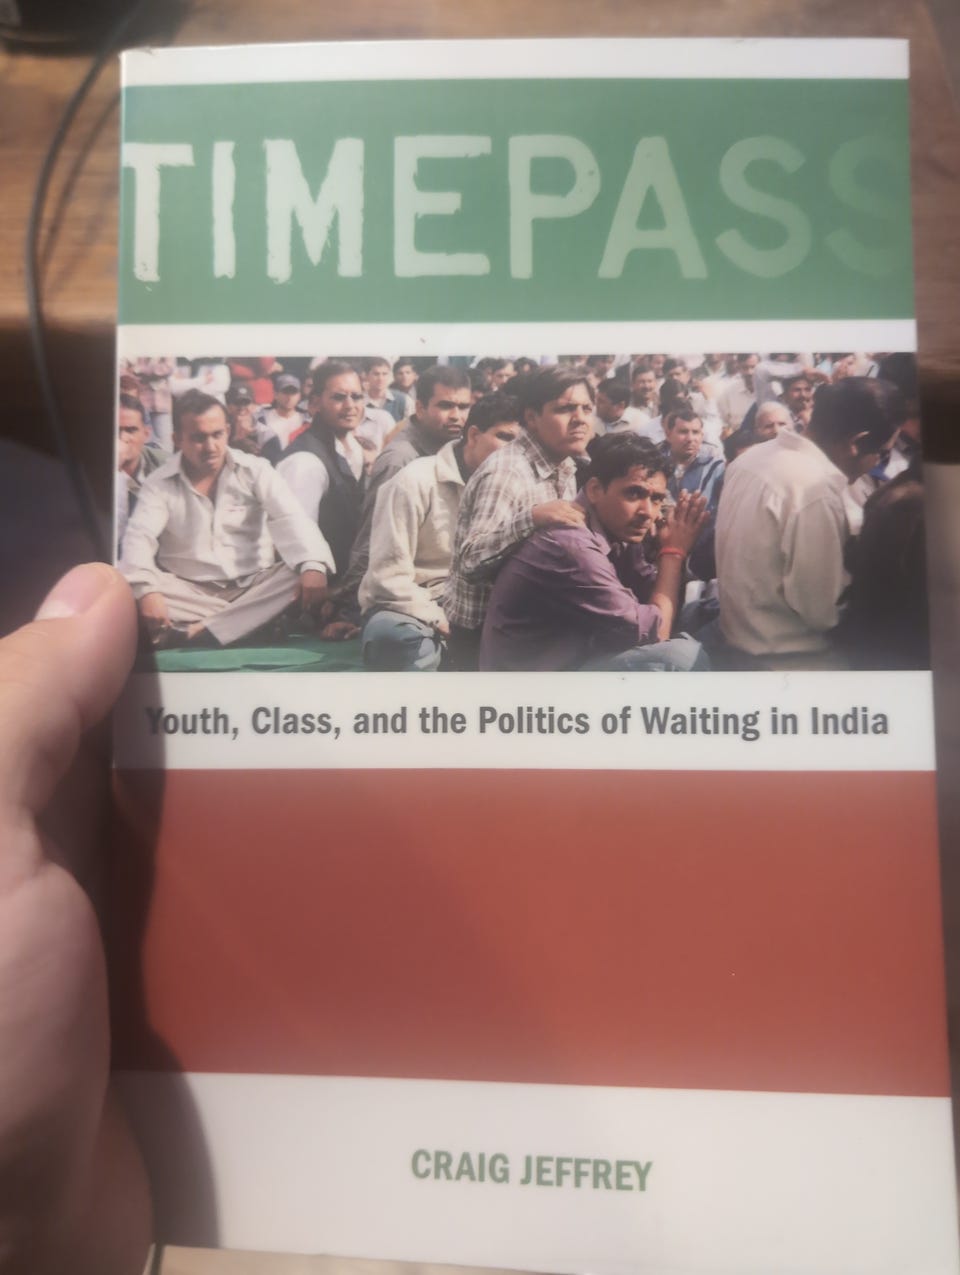 TIMEPASS
Youth, Class, and the Politics of Waiting in India
CRAIG JEFFREY